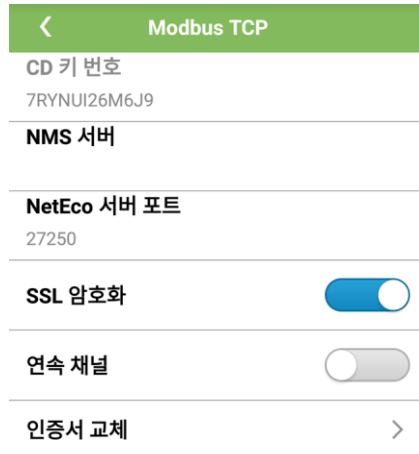 Modbus TCP
CD 키 번호
7RYNUI26M6J9
NMS 서버
NetEco 서버 포트
27250
SSL 암호화
연속 채널
인증서 교체